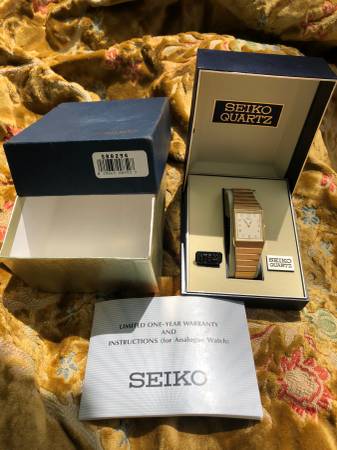 SEIKO
QUARTZ
SEIKO
QUARTZ
LIMITED ONE-YEAR WARRANTY
AND
INSTRUCTIONS (for Analogue Watch)
SEIKO